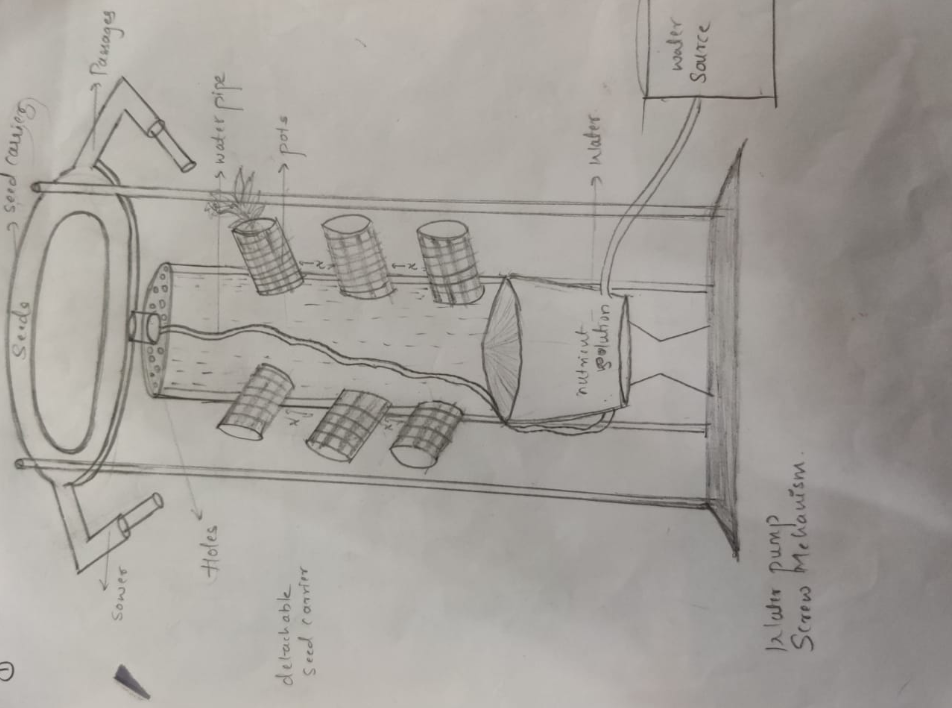 ①
seed carrier
Seeds
Passages
Sower
water pipe
Holes
pots
x
x
x
x
detachable
seed carrier
Water
nutrient
solution
water
source
Water pump
Screw Mehanism.